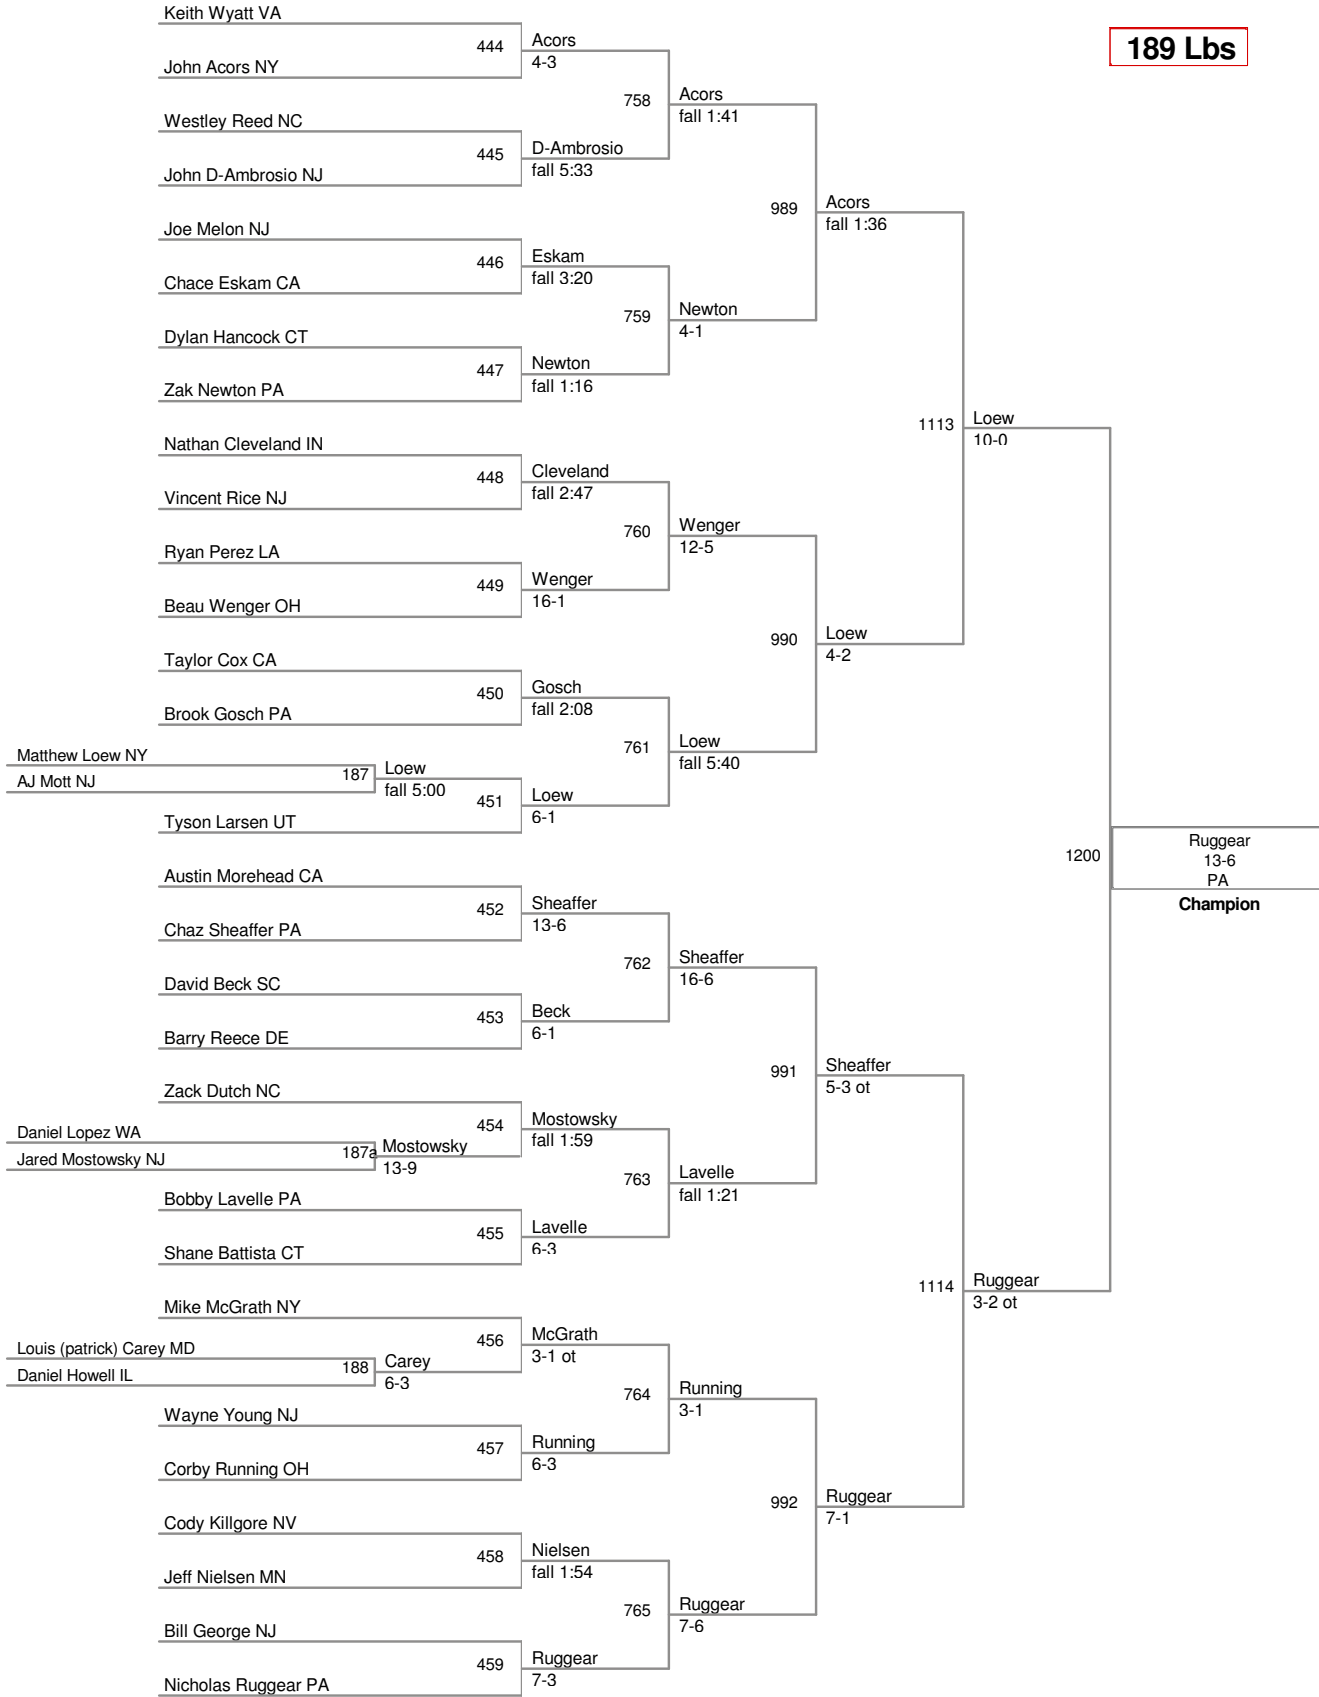 Keith Wyatt VA
189 Lbs
444
Acors
4-3
John Acors NY
758
Acors
fall 1:41
Westley Reed NC
445
D-Ambrosio
fall 5:33
John D-Ambrosio NJ
989
Acors
fall 1:36
Joe Melon NJ
446
Eskam
fall 3:20
Chace Eskam CA
759
Newton
4-1
Dylan Hancock CT
447
Newton
fall 1:16
Zak Newton PA
1113
Loew
10-0
Nathan Cleveland IN
448
Cleveland
fall 2:47
Vincent Rice NJ
760
Wenger
12-5
Ryan Perez LA
449
Wenger
16-1
Beau Wenger OH
990
Loew
4-2
Taylor Cox CA
450
Gosch
fall 2:08
Brook Gosch PA
761
Loew
fall 5:40
Matthew Loew NY
187
Loew
fall 5:00
AJ Mott NJ
451
Loew
6-1
Tyson Larsen UT
1200
Ruggear
13-6
PA
Champion
Austin Morehead CA
452
Sheaffer
13-6
Chaz Sheaffer PA
762
Sheaffer
16-6
David Beck SC
453
Beck
6-1
Barry Reece DE
991
Sheaffer
5-3 ot
Zack Dutch NC
454
Mostowsky
fall 1:59
Daniel Lopez WA
187a
Mostowsky
13-9
Jared Mostowsky NJ
763
Lavelle
fall 1:21
Bobby Lavelle PA
455
Lavelle
6-3
Shane Battista CT
1114
Ruggear
3-2 ot
Mike McGrath NY
456
McGrath
3-1 ot
Louis (patrick) Carey MD
188
Carey
6-3
Daniel Howell IL
764
Running
3-1
Wayne Young NJ
457
Running
6-3
Corby Running OH
992
Ruggear
7-1
Cody Killgore NV
458
Nielsen
fall 1:54
Jeff Nielsen MN
765
Ruggear
7-6
Bill George NJ
459
Ruggear
7-3
Nicholas Ruggear PA